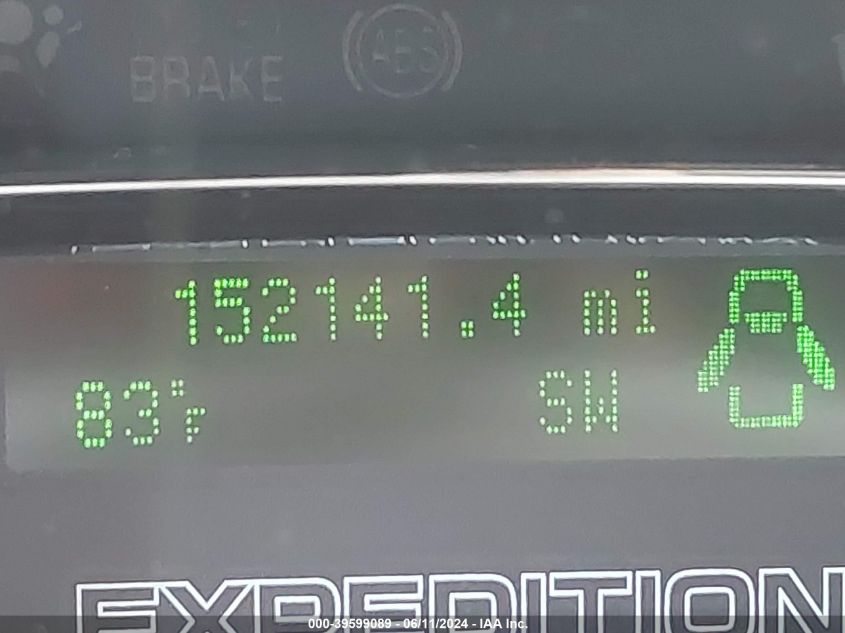 BRAKE ABS
152141.4 mi
83°F SW
EXPEDITION
000-39599089 - 06/11/2024 - IAA Inc.